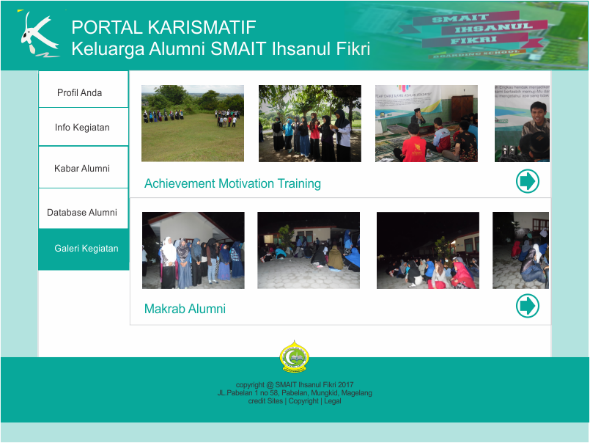 PORTAL KARISMATIF
Keluarga Alumni SMAIT Ihsanul Fikri
SMAIT
IHSANUL
FIKRI
BOARDING SCHOOL
Profil Anda
Info Kegiatan
Kabar Alumni
Database Alumni
Galeri Kegiatan
Achievement Motivation Training
Makrab Alumni
copyright @ SMAIT Ihsanul Fikri 2017
JL Pabelan 1 no 58, Pabelan, Mungkid, Magelang
credit Sites | Copyright | Legal